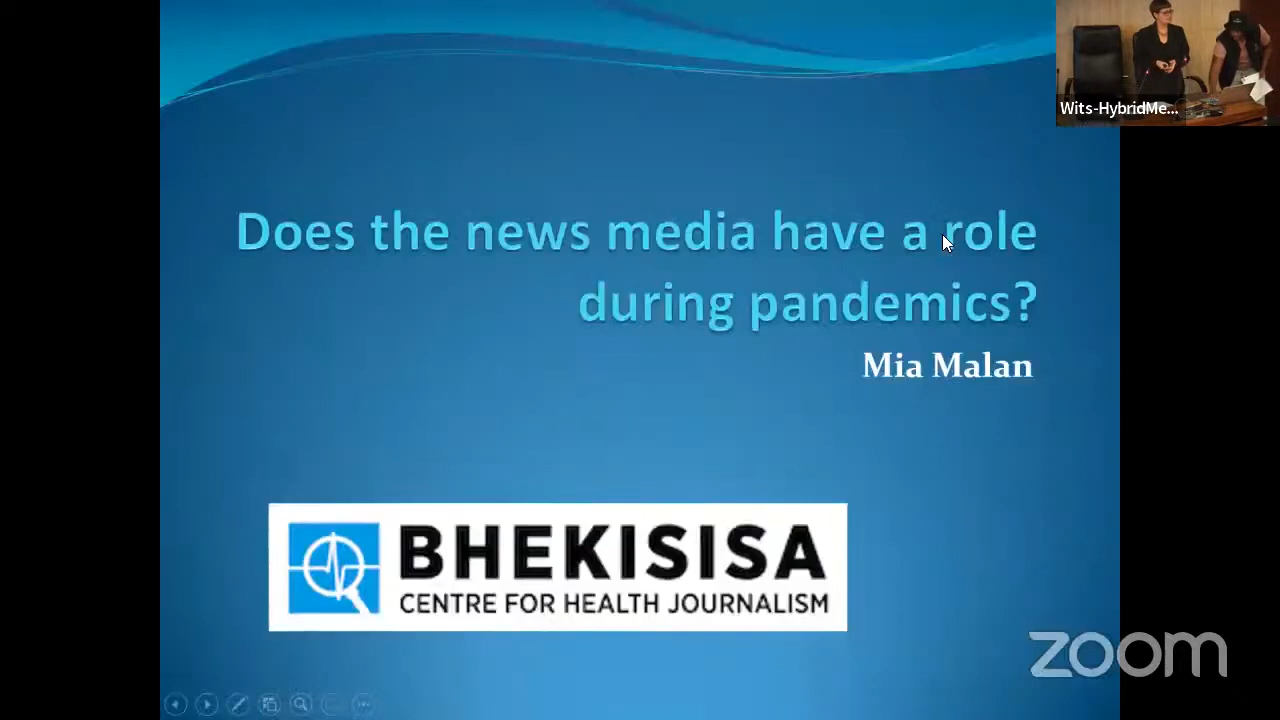 Wits-HybridMe...
Does the news media have a role
during pandemics?
Mia Malan
BHEKISISA
CENTRE FOR HEALTH JOURNALISM
zoom